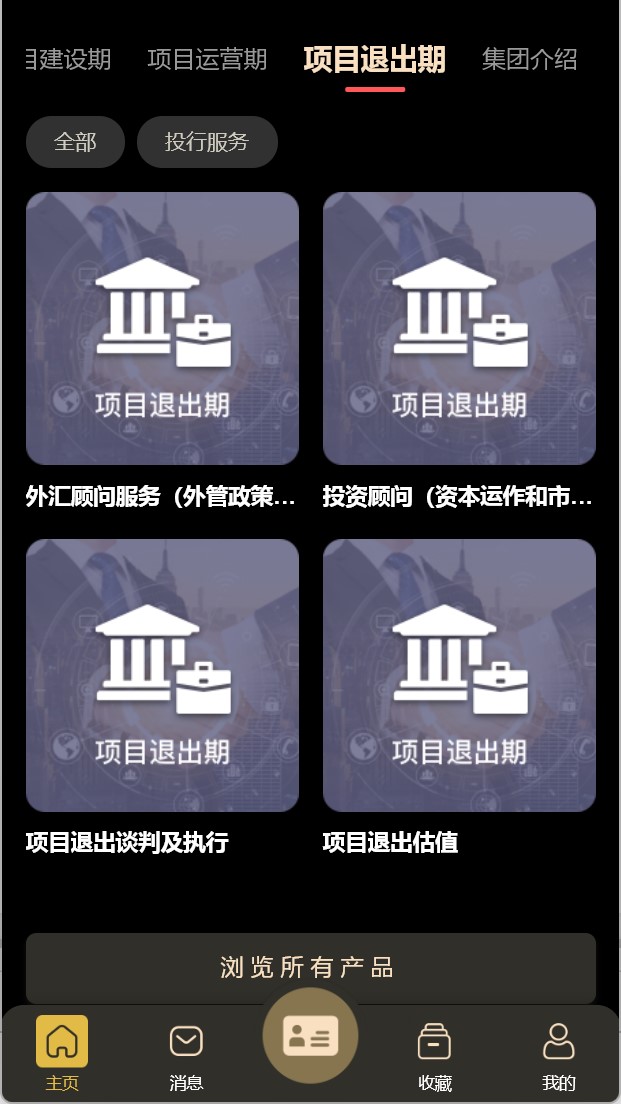 目建设期 项目运营期 项目退出期 集团介绍
全部 投行服务
项目退出期 项目退出期
外汇顾问服务（外管政策... 投资顾问（资本运作和市...
项目退出期 项目退出期
项目退出谈判及执行 项目退出估值
浏览所有产品
主页 消息 收藏 我的